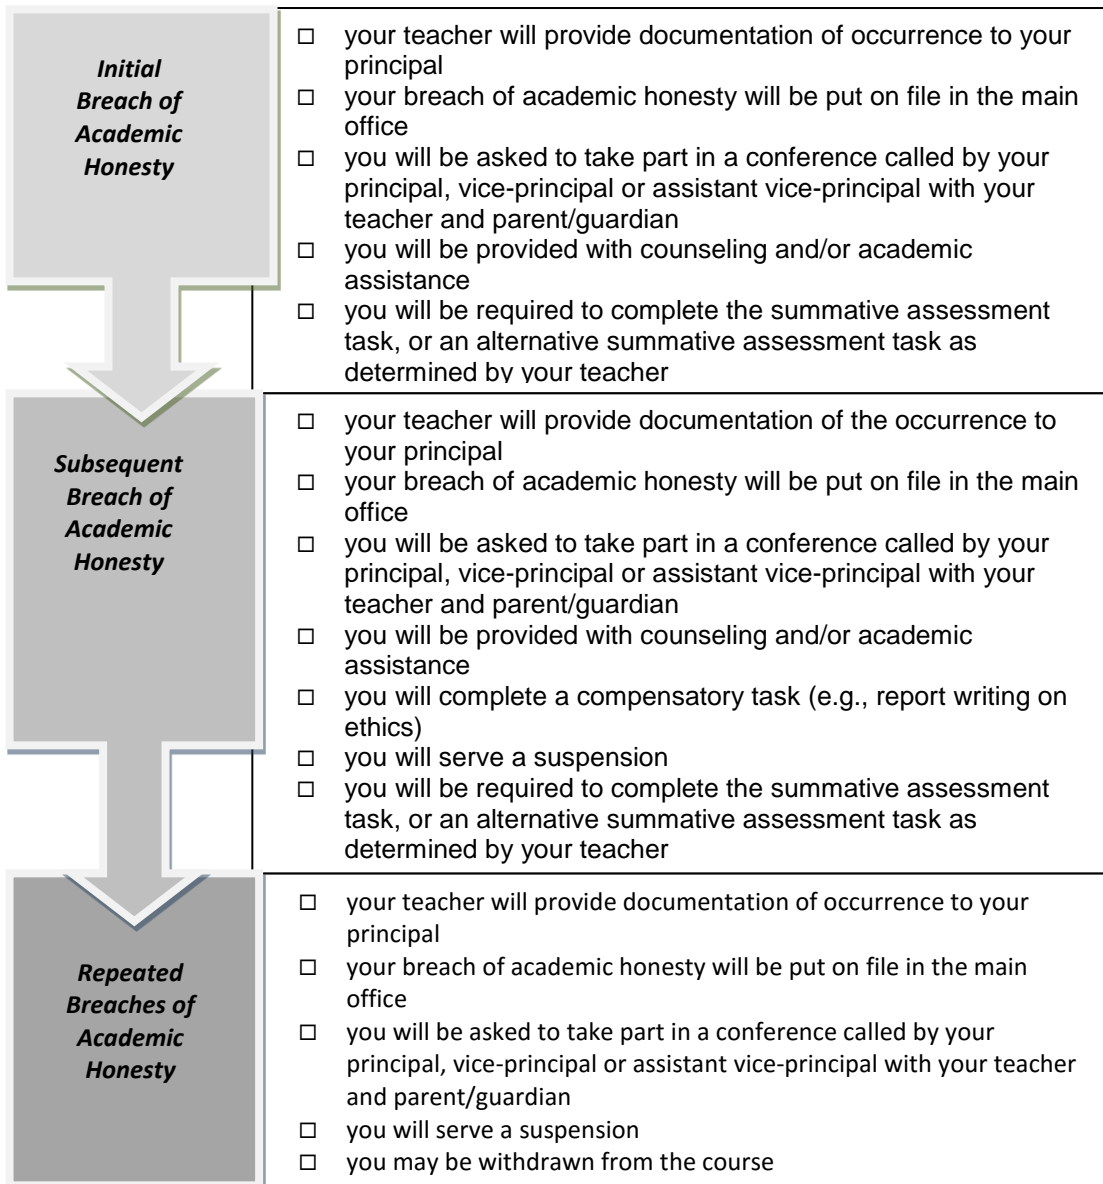 Initial
Breach of
Academic
Honesty
☐ your teacher will provide documentation of occurrence to your
principal
☐ your breach of academic honesty will be put on file in the main
office
☐ you will be asked to take part in a conference called by your
principal, vice-principal or assistant vice-principal with your
teacher and parent/guardian
☐ you will be provided with counseling and/or academic
assistance
☐ you will be required to complete the summative assessment
task, or an alternative summative assessment task as
determined by your teacher
Subsequent
Breach of
Academic
Honesty
☐ your teacher will provide documentation of the occurrence to
your principal
☐ your breach of academic honesty will be put on file in the main
office
☐ you will be asked to take part in a conference called by your
principal, vice-principal or assistant vice-principal with your
teacher and parent/guardian
☐ you will be provided with counseling and/or academic
assistance
☐ you will complete a compensatory task (e.g., report writing on
ethics)
☐ you will serve a suspension
☐ you will be required to complete the summative assessment
task, or an alternative summative assessment task as
determined by your teacher
Repeated
Breaches of
Academic
Honesty
☐ your teacher will provide documentation of occurrence to your
principal
☐ your breach of academic honesty will be put on file in the main
office
☐ you will be asked to take part in a conference called by your
principal, vice-principal or assistant vice-principal with your teacher
and parent/guardian
☐ you will serve a suspension
☐ you may be withdrawn from the course